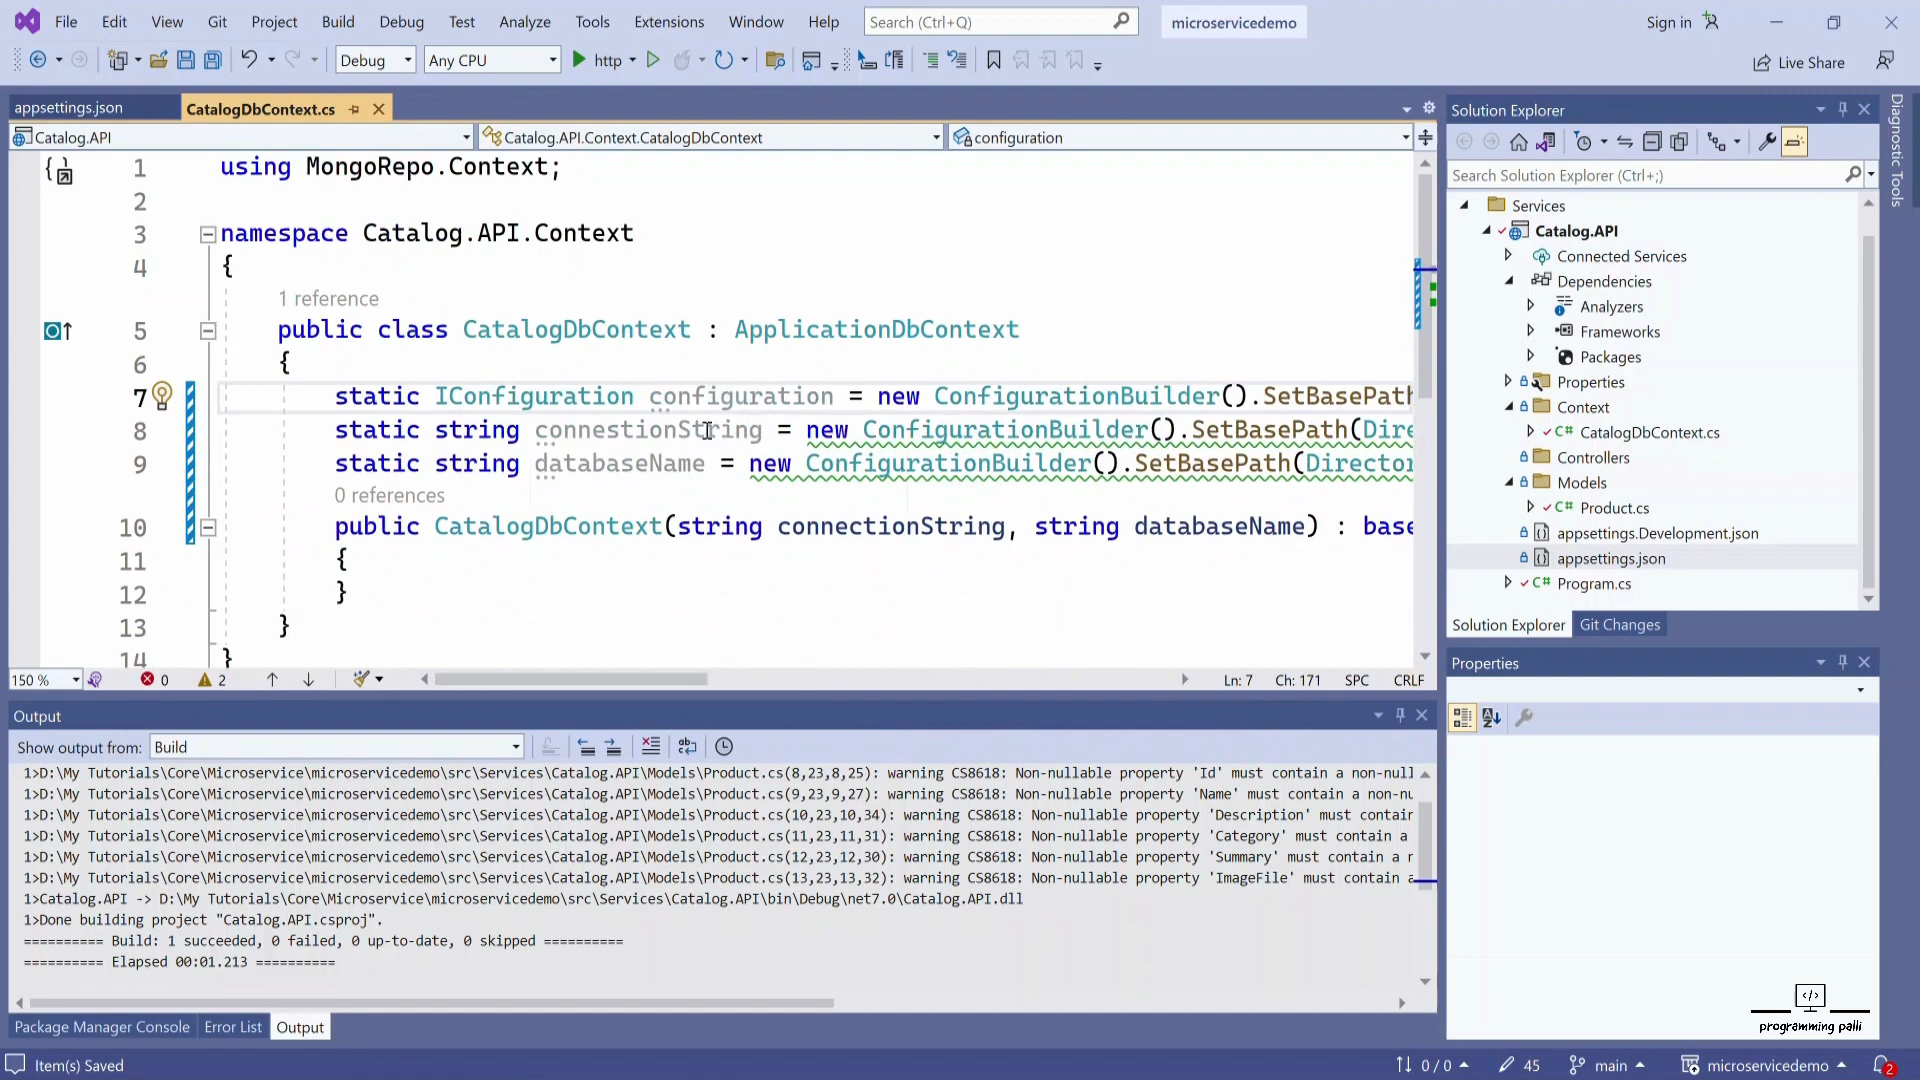 File Edit View Git Project Build Debug Test Analyze Tools Extensions Window Help Search (Ctrl+Q) microservicedemo Sign in
Debug Any CPU http Live Share
appsettings.json CatalogDbContext.cs
Catalog.API Catalog.API.Context.CatalogDbContext configuration
1 using MongoRepo.Context;
2
3 namespace Catalog.API.Context
4 {
1 reference
5 public class CatalogDbContext : ApplicationDbContext
6 {
7 static IConfiguration configuration = new ConfigurationBuilder().SetBasePath
8 static string connestionString = new ConfigurationBuilder().SetBasePath(Dire
9 static string databaseName = new ConfigurationBuilder().SetBasePath(Director
0 references
10 public CatalogDbContext(string connectionString, string databaseName) : base
11 {
12 }
13 }
14 }
150 % 0 2 Ln: 7 Ch: 171 SPC CRLF
Output
Show output from: Build
1>D:\My Tutorials\Core\Microservice\microservicedemo\src\Services\Catalog.API\Models\Product.cs(8,23,8,25): warning CS8618: Non-nullable property 'Id' must contain a non-null
1>D:\My Tutorials\Core\Microservice\microservicedemo\src\Services\Catalog.API\Models\Product.cs(9,23,9,27): warning CS8618: Non-nullable property 'Name' must contain a non-nu
1>D:\My Tutorials\Core\Microservice\microservicedemo\src\Services\Catalog.API\Models\Product.cs(10,23,10,34): warning CS8618: Non-nullable property 'Description' must contain
1>D:\My Tutorials\Core\Microservice\microservicedemo\src\Services\Catalog.API\Models\Product.cs(11,23,11,31): warning CS8618: Non-nullable property 'Category' must contain a
1>D:\My Tutorials\Core\Microservice\microservicedemo\src\Services\Catalog.API\Models\Product.cs(12,23,12,30): warning CS8618: Non-nullable property 'Summary' must contain a n
1>D:\My Tutorials\Core\Microservice\microservicedemo\src\Services\Catalog.API\Models\Product.cs(13,23,13,32): warning CS8618: Non-nullable property 'ImageFile' must contain a
1>Catalog.API -> D:\My Tutorials\Core\Microservice\microservicedemo\src\Services\Catalog.API\bin\Debug\net7.0\Catalog.API.dll
1>Done building project "Catalog.API.csproj".
========== Build: 1 succeeded, 0 failed, 0 up-to-date, 0 skipped ==========
========== Elapsed 00:01.213 ==========
Package Manager Console Error List Output
Solution Explorer
Search Solution Explorer (Ctrl+;)
Services
Catalog.API
Connected Services
Dependencies
Analyzers
Frameworks
Packages
Properties
Context
C# CatalogDbContext.cs
Controllers
Models
C# Product.cs
appsettings.Development.json
appsettings.json
C# Program.cs
Solution Explorer Git Changes
Properties
Diagnostic Tools
programming palli
Item(s) Saved 0 / 0 45 main microservicedemo 2